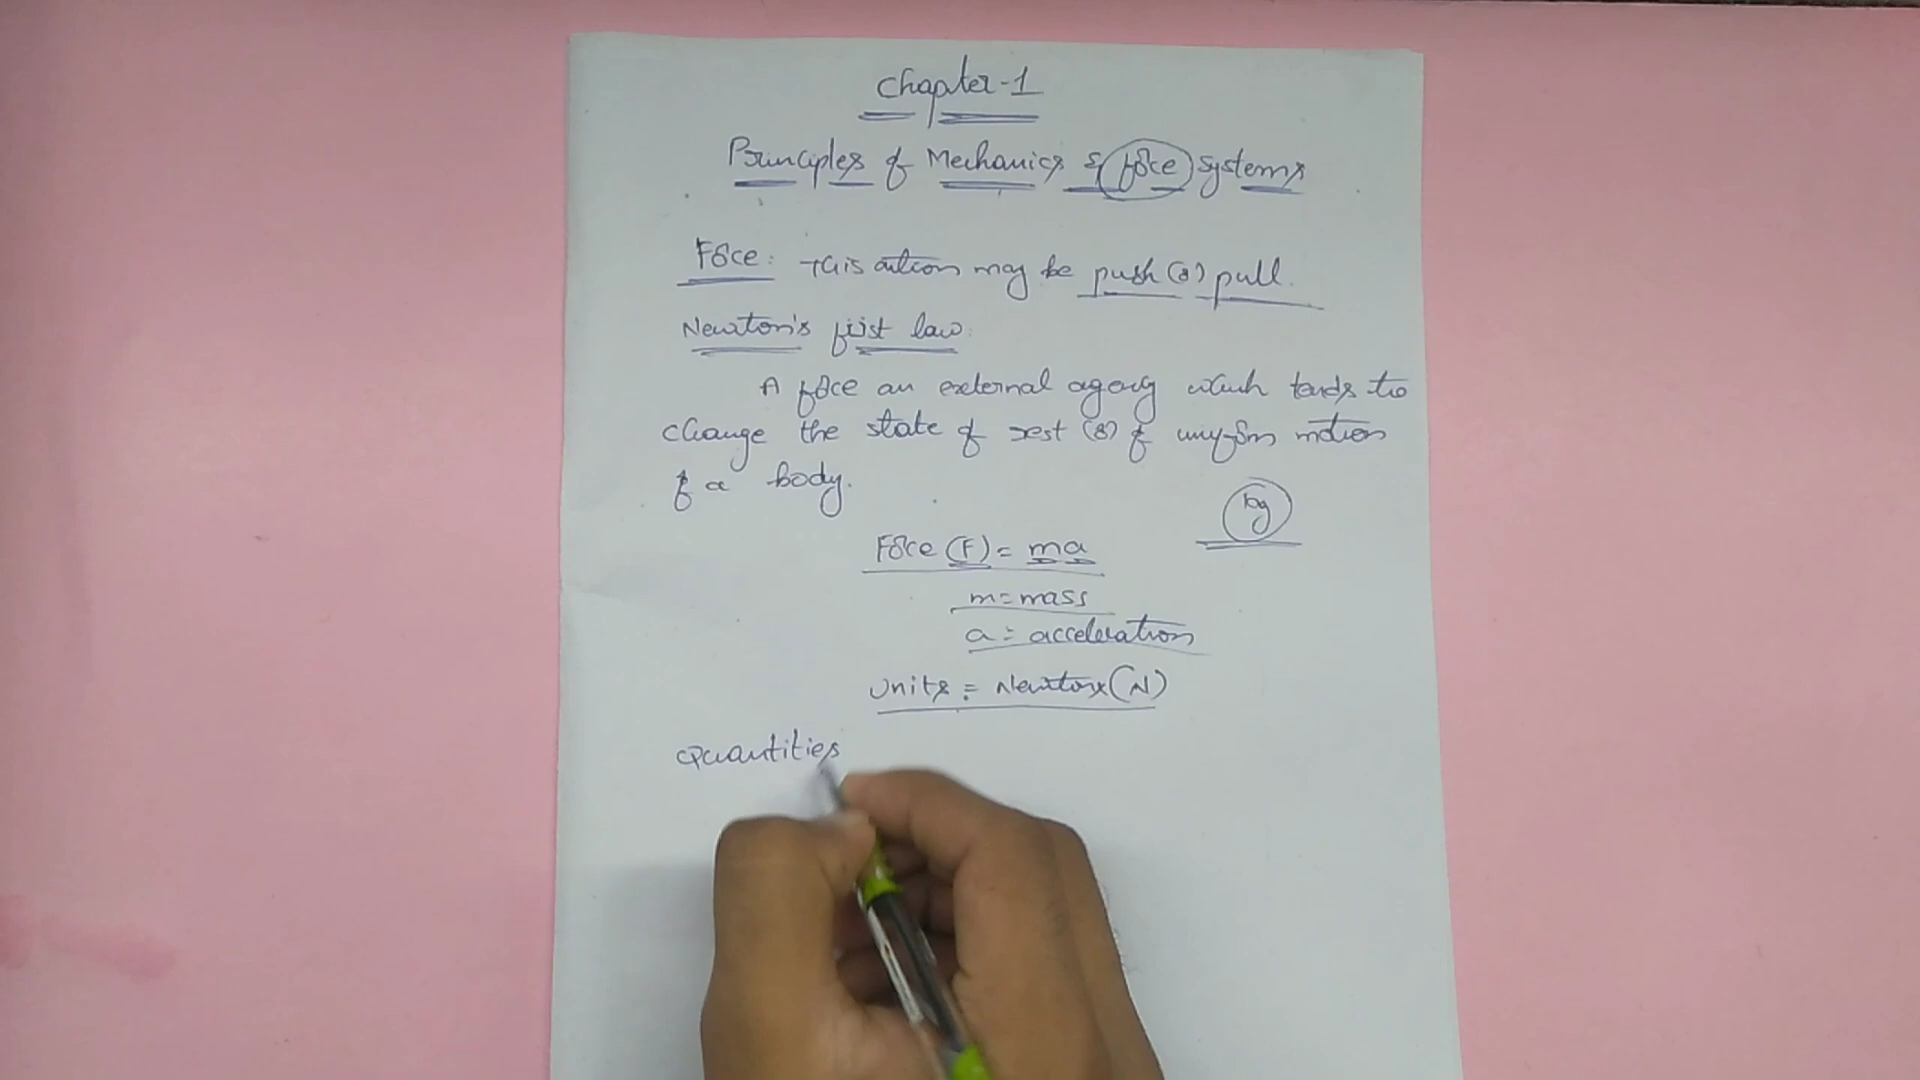 Chapter-1
Principles of Mechanics & force systems
Force: This action may be push (or) pull.
Newton's first law:
A force an external agency which tends to
change the state of rest (or) of uniform motion
of a body.
kg
Force (F) = ma
m = mass
a = acceleration
Units = Newtons (N)
Quantities